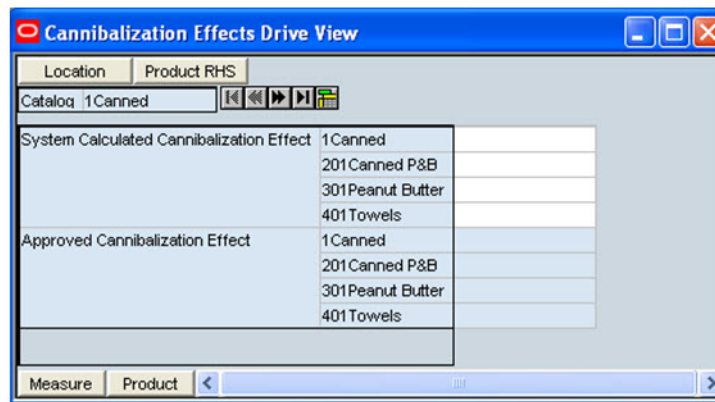 Cannibalization Effects Drive View
Location Product RHS
Catalog 1Canned
System Calculated Cannibalization Effect 1Canned
201Canned P&B
301Peanut Butter
401Towels
Approved Cannibalization Effect 1Canned
201Canned P&B
301Peanut Butter
401Towels
Measure Product